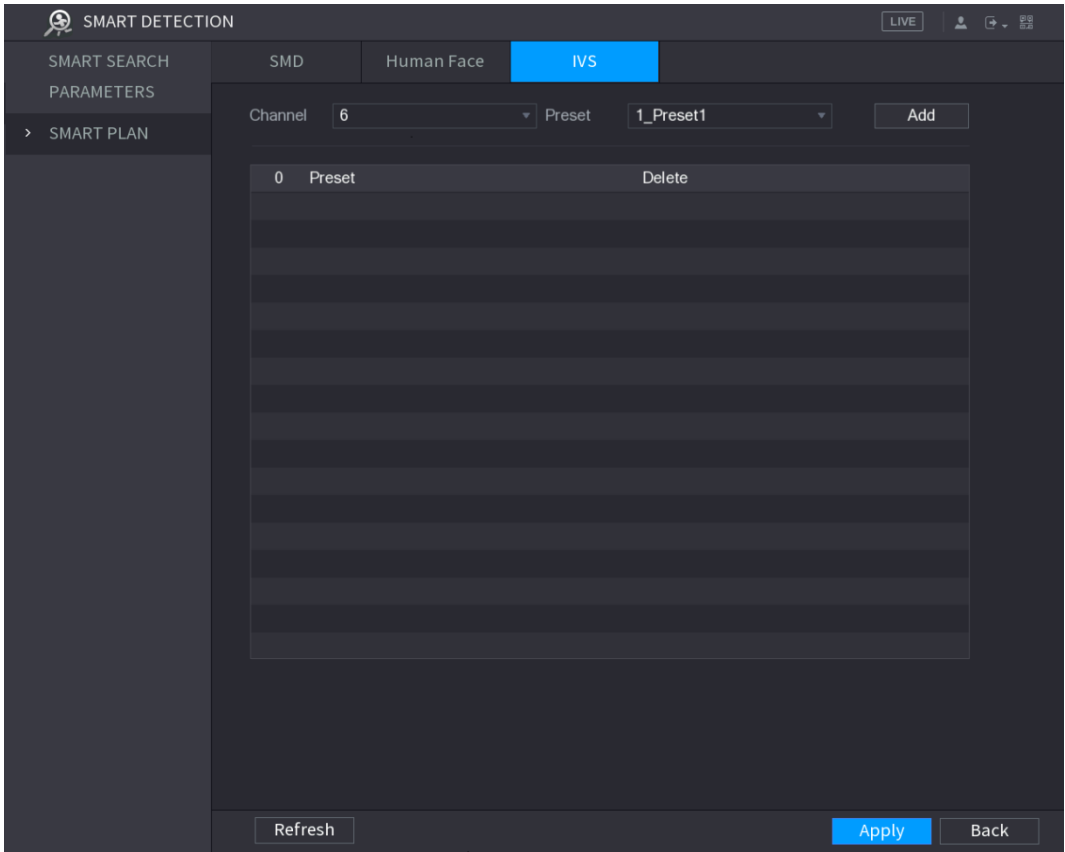 SMART DETECTION
LIVE
SMART SEARCH
PARAMETERS
> SMART PLAN
SMD Human Face IVS
Channel 6 Preset 1_Preset1 Add
0 Preset Delete
Refresh Apply Back